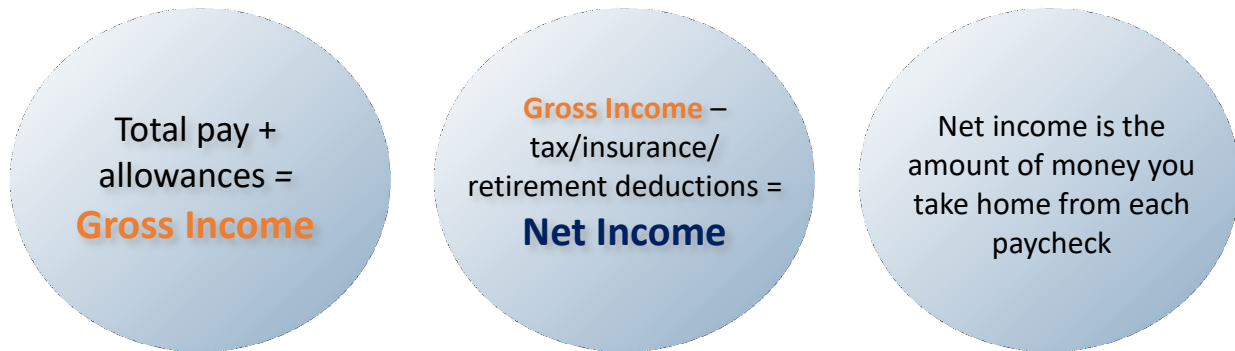 Total pay +
allowances =
Gross Income
Gross Income –
tax/insurance/
retirement deductions =
Net Income
Net income is the
amount of money you
take home from each
paycheck